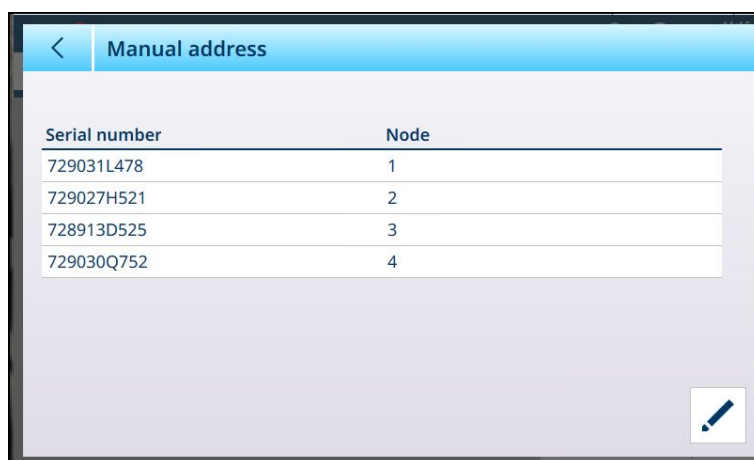 Manual address
Serial number Node
729031L478 1
729027H521 2
728913D525 3
729030Q752 4